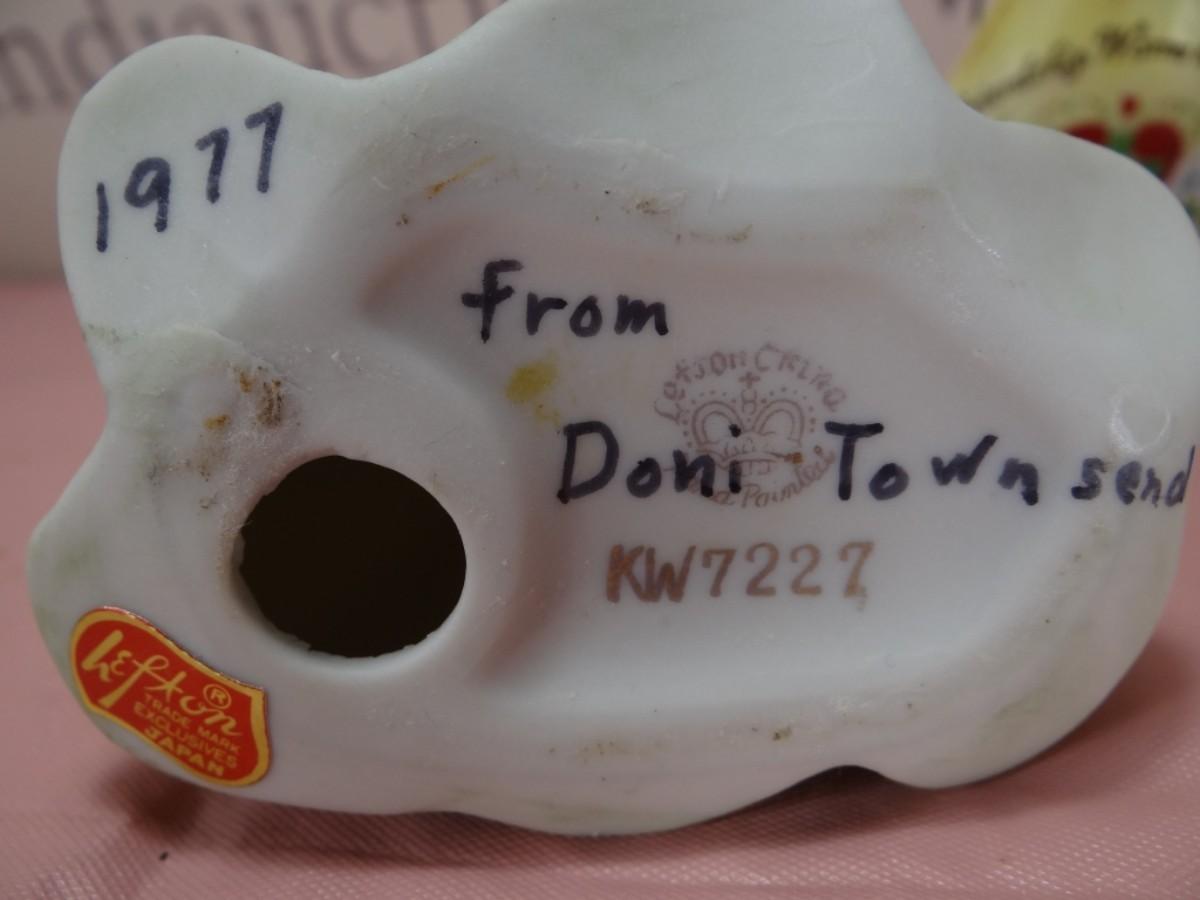 1977
from
Lefton China
Hand Painted
Doni Townsend
KW7227
Lefton ®
TRADE MARK
EXCLUSIVES
JAPAN